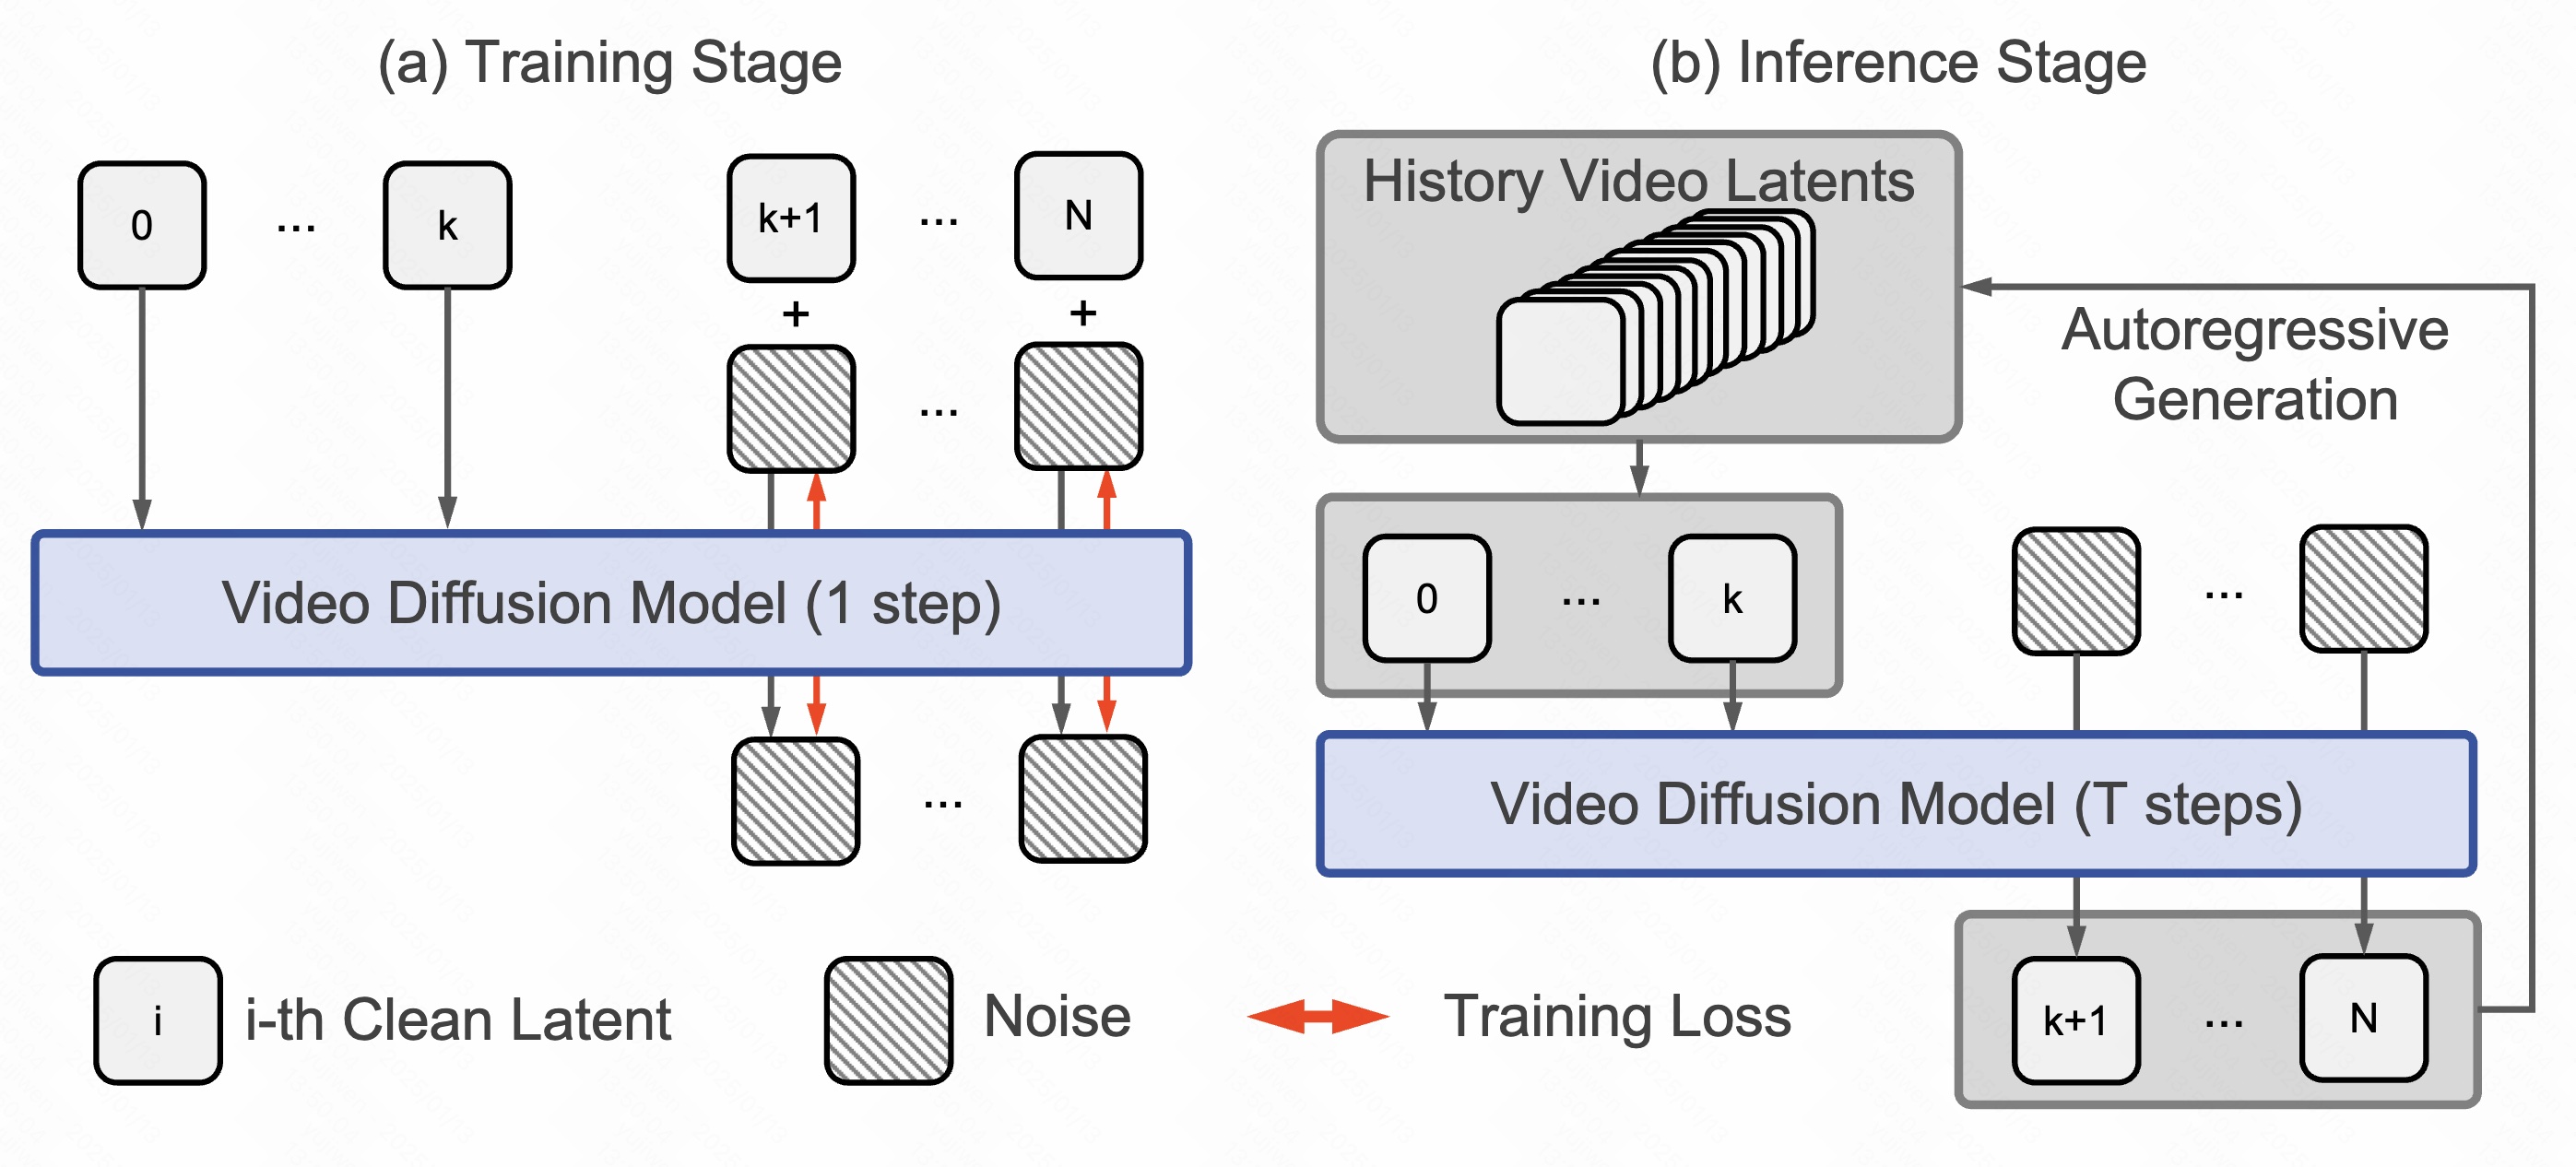 (a) Training Stage
0
...
k
k+1
...
N
+
+
...
Video Diffusion Model (1 step)
...
i
i-th Clean Latent
Noise
Training Loss
(b) Inference Stage
History Video Latents
Autoregressive
Generation
0
...
k
...
Video Diffusion Model (T steps)
k+1
...
N